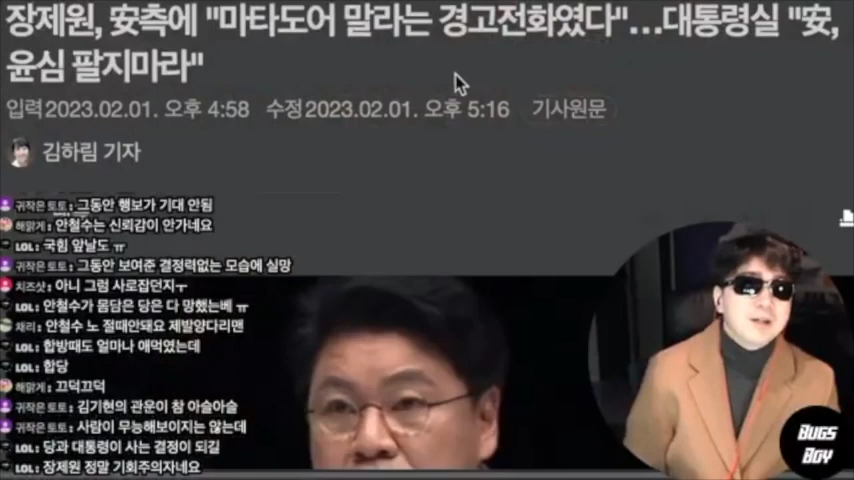 장제원, 安측에 "마타도어 말라는 경고전화였다"…대통령실 "安,
윤심 팔지마라"
입력 2023.02.01. 오후 4:58 수정 2023.02.01. 오후 5:16 기사원문
김하림 기자
귀작은 토토 : 그동안 행보가 기대 안됨
해맑게 : 안철수는 신뢰감이 안가네요
LOL : 국힘 앞날도 ㅠ
귀작은 토토 : 그동안 보여준 결정력없는 모습에 실망
치즈샷 : 아니 그럼 사로잡던지ㅜ
LOL : 안철수가 몸담은 당은 다 망했는베 ㅠ
채리 : 안철수 노 절때안돼요 제발양다리맨
LOL : 합방때도 얼마나 애먹였는데
LOL : 합당
해맑게 : 끄덕끄덕
귀작은 토토 : 김기현의 관운이 참 아슬아슬
귀작은 토토 : 사람이 무능해보이지는 않는데
LOL : 당과 대통령이 사는 결정이 되길
LOL : 장제원 정말 기회주의자네요
BUGS
BOY